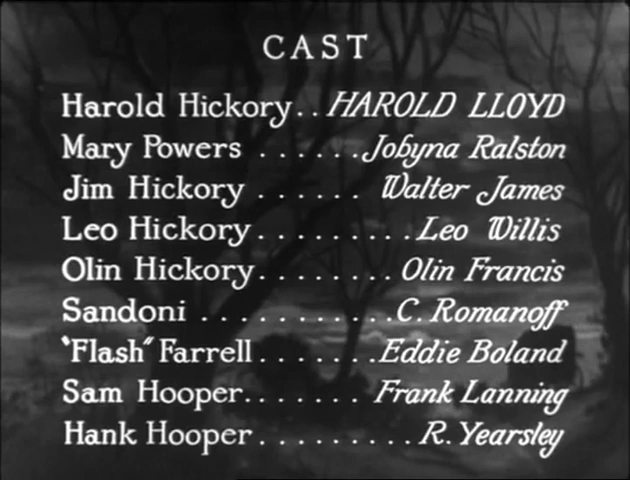 CAST
Harold Hickory.. HAROLD LLOYD
Mary Powers ...... Jobyna Ralston
Jim Hickory ...... Walter James
Leo Hickory......... Leo Willis
Olin Hickory........ Olin Francis
Sandoni ........... C. Romanoff
"Flash" Farrell....... Eddie Boland
Sam Hooper....... Frank Lanning
Hank Hooper.......... R. Yearsley